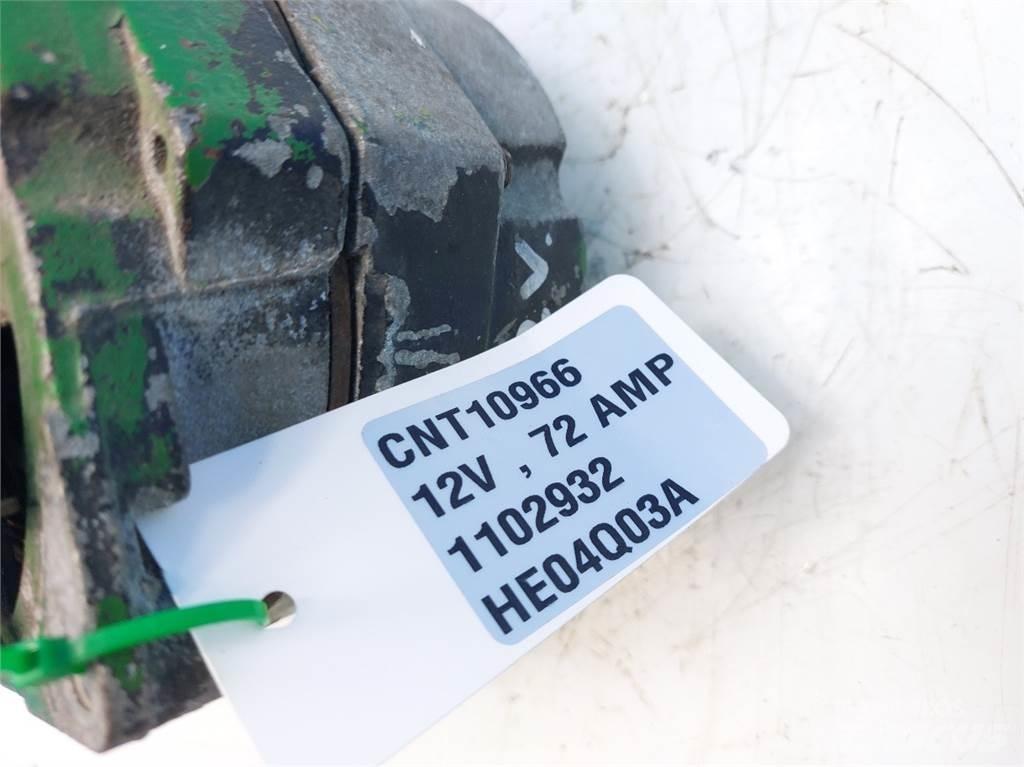 CNT10966
12V , 72 AMP
1102932
HE04Q03A